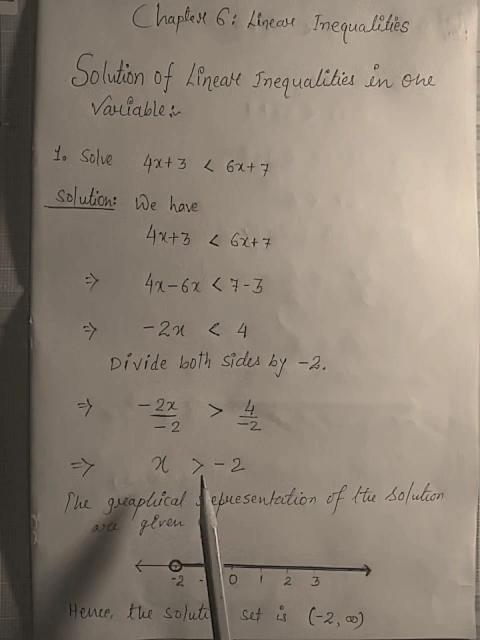 Chapter 6: Linear Inequalities
Solution of Linear Inequalities in one
Variable:-
1. Solve 4x+3 < 6x+7
Solution: We have
4x+3 < 6x+7
⇒ 4x-6x < 7-3
⇒ -2x < 4
Divide both sides by -2.
⇒ -2x/-2 > 4/-2
⇒ x > -2
The graphical representation of the solution
are given
-2 0 1 2 3
Hence, the set is (-2, ∞)